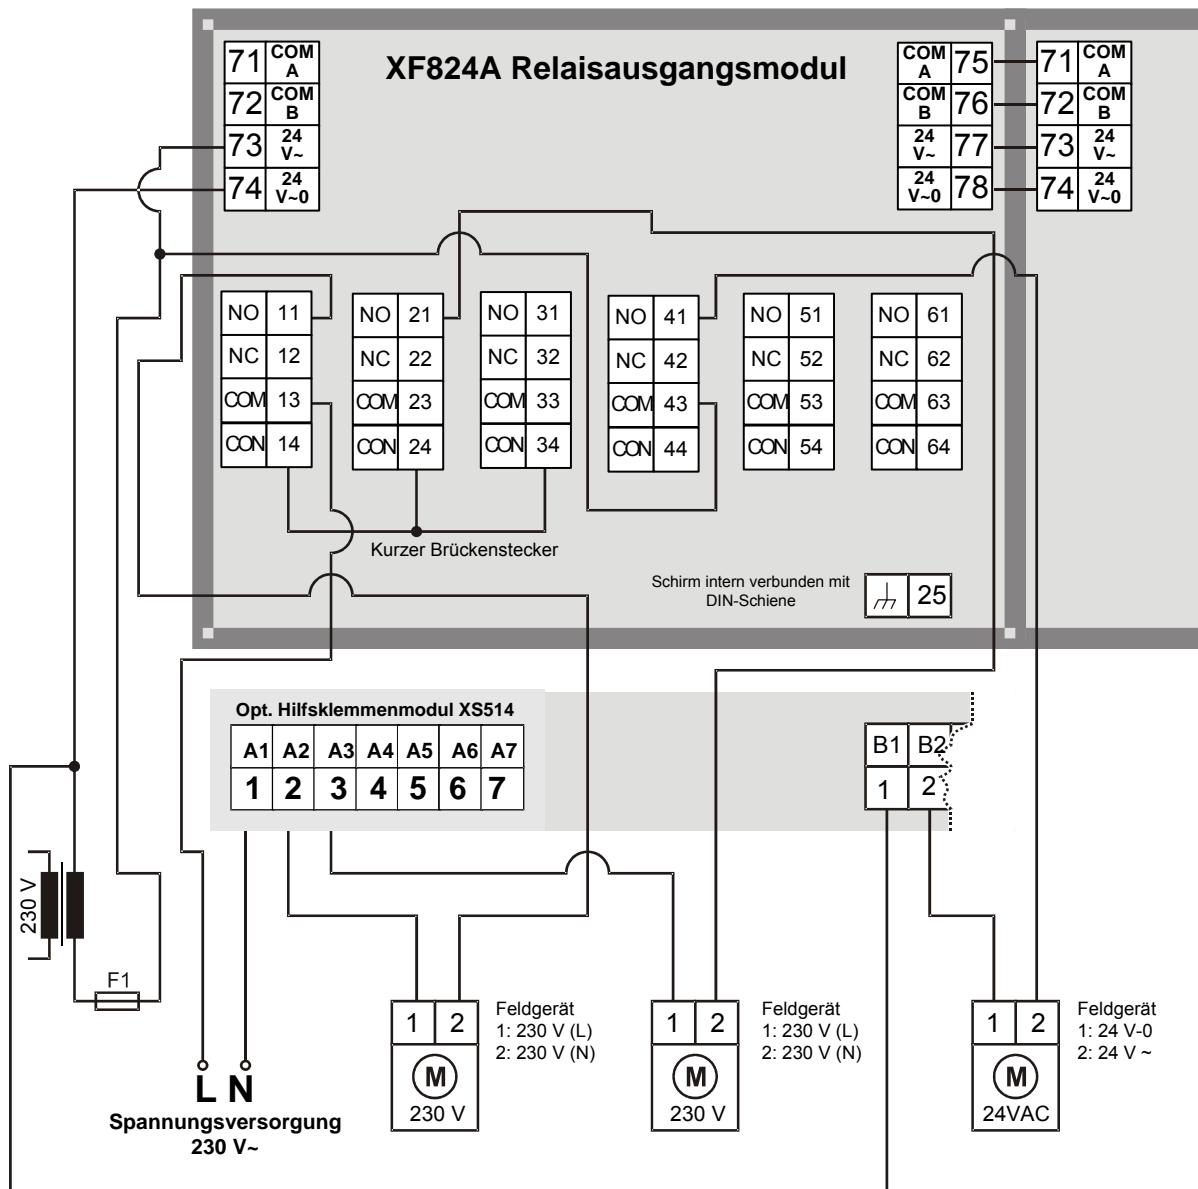 XF824A Relaisausgangsmodul
71 COM A
72 COM B
73 24 V~
74 24 V~0
COM A 75
COM B 76
24 V~ 77
24 V~0 78
71 COM A
72 COM B
73 24 V~
74 24 V~0
NO 11
NC 12
COM 13
CON 14
NO 21
NC 22
COM 23
CON 24
NO 31
NC 32
COM 33
CON 34
NO 41
NC 42
COM 43
CON 44
NO 51
NC 52
COM 53
CON 54
NO 61
NC 62
COM 63
CON 64
Kurzer Brückenstecker
Schirm intern verbunden mit
DIN-Schiene
25
Opt. Hilfsklemmenmodul XS514
A1 A2 A3 A4 A5 A6 A7
1 2 3 4 5 6 7
B1 B2
1 2
230 V
F1
L N
Spannungsversorgung
230 V~
1 2
M
230 V
Feldgerät
1: 230 V (L)
2: 230 V (N)
1 2
M
230 V
Feldgerät
1: 230 V (L)
2: 230 V (N)
1 2
M
24VAC
Feldgerät
1: 24 V-0
2: 24 V ~